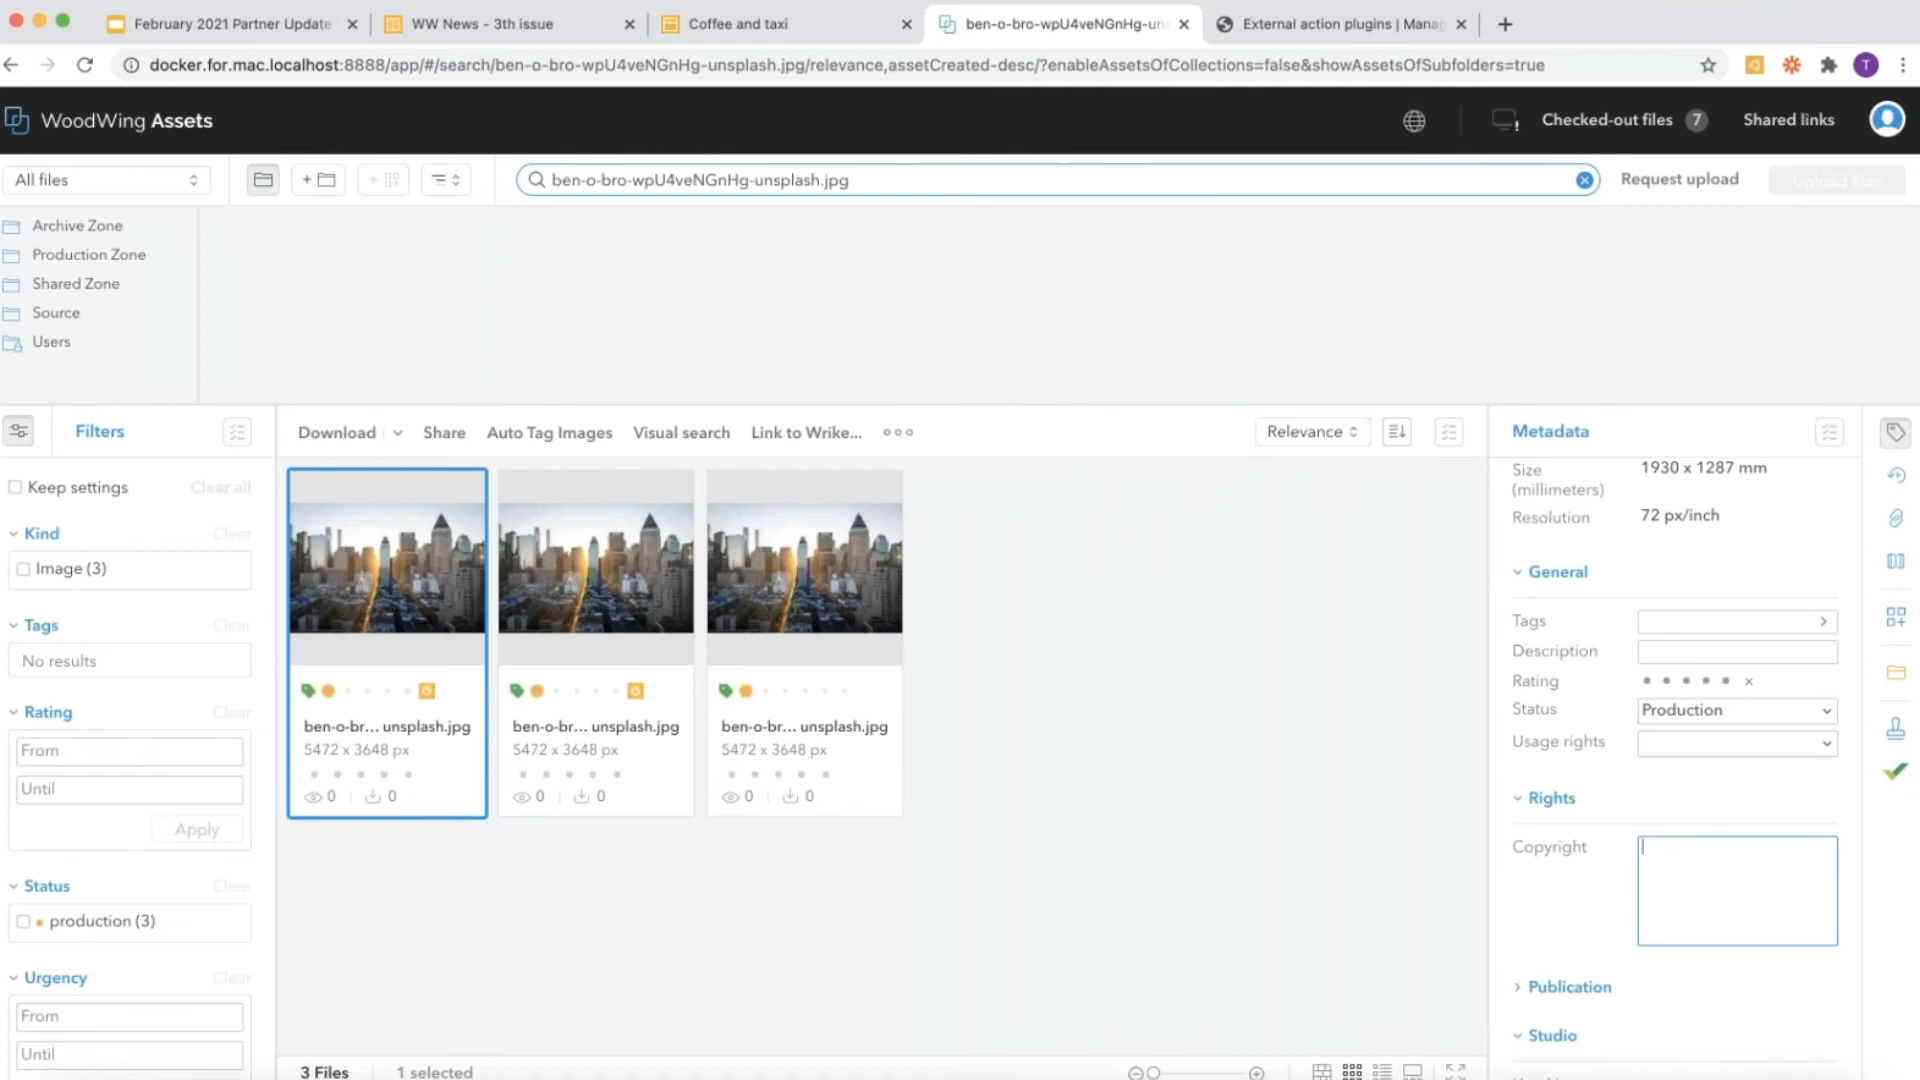 February 2021 Partner Update
WW News - 3th issue
Coffee and taxi
ben-o-bro-wpU4veNGnHg-uns
External action plugins | Manag
docker.for.mac.localhost:8888/app/#/search/ben-o-bro-wpU4veNGnHg-unsplash.jpg/relevance,assetCreated-desc/?enableAssetsOfCollections=false&showAssetsOfSubfolders=true
T
WoodWing Assets
Checked-out files 7
Shared links
All files
ben-o-bro-wpU4veNGnHg-unsplash.jpg
Request upload
Upload files
Archive Zone
Production Zone
Shared Zone
Source
Users
Filters
Download
Share
Auto Tag Images
Visual search
Link to Wrike...
Relevance
Metadata
Keep settings
Clear all
Kind
Clear
Image (3)
Tags
Clear
No results
Rating
Clear
From
Until
Apply
Status
Clear
production (3)
Urgency
Clear
From
Until
ben-o-br... unsplash.jpg
5472 x 3648 px
0
0
ben-o-br... unsplash.jpg
5472 x 3648 px
0
0
ben-o-br... unsplash.jpg
5472 x 3648 px
0
0
3 Files
1 selected
Size (millimeters)
1930 x 1287 mm
Resolution
72 px/inch
General
Tags
Description
Rating
Status
Production
Usage rights
Rights
Copyright
Publication
Studio